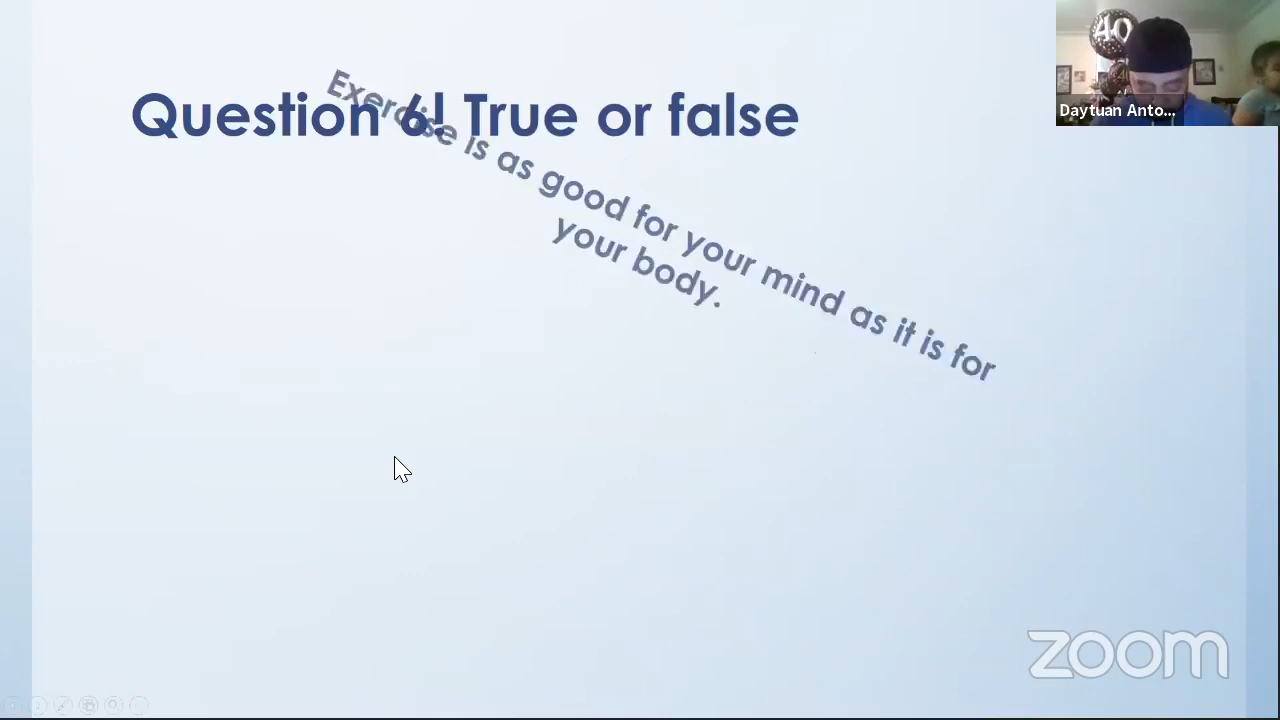 Question 6! True or false
Exercise is as good for your mind as it is for
your body.
40
Daytuan Anto...
zoom